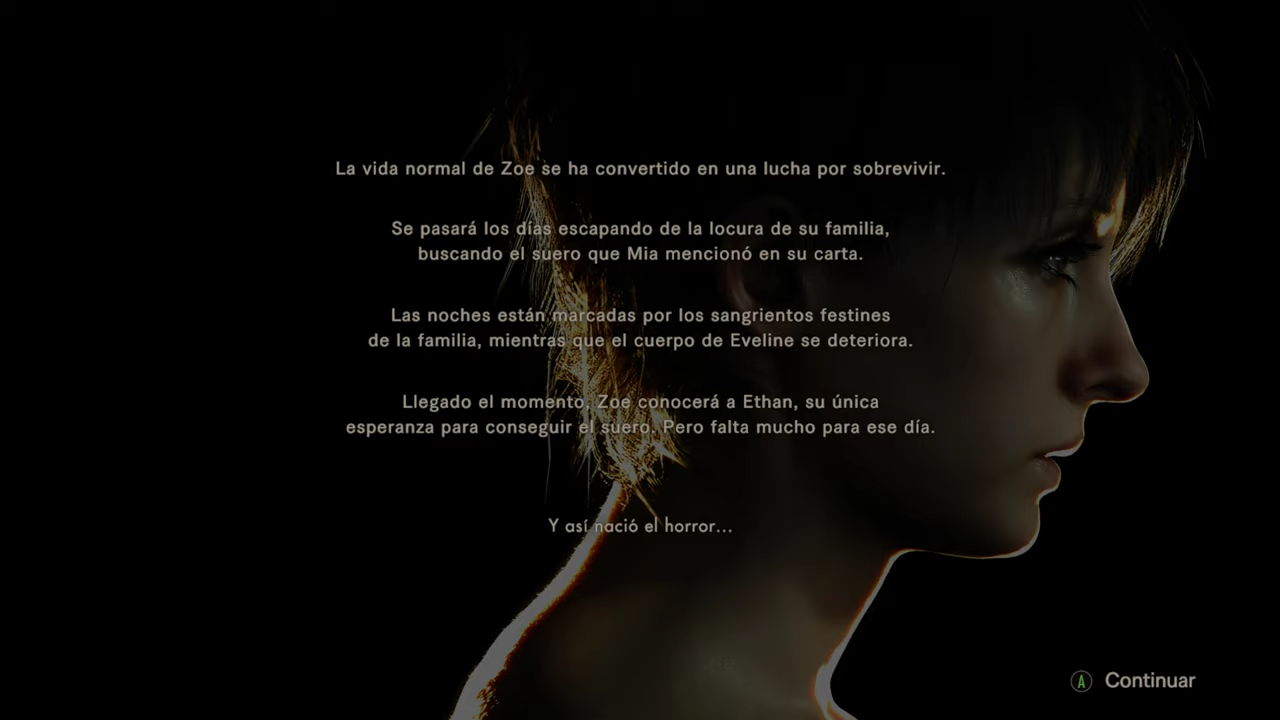 La vida normal de Zoe se ha convertido en una lucha por sobrevivir.
Se pasará los días escapando de la locura de su familia,
buscando el suero que Mia mencionó en su carta.
Las noches están marcadas por los sangrientos festines
de la familia, mientras que el cuerpo de Eveline se deteriora.
Llegado el momento, Zoe conocerá a Ethan, su única
esperanza para conseguir el suero. Pero falta mucho para ese día.
Y así nació el horror...
A Continuar